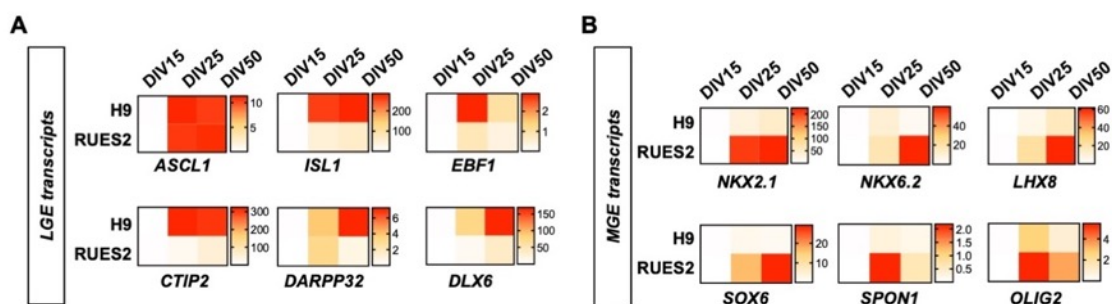 A
B
LGE transcripts
DIV15 DIV25 DIV50 DIV15 DIV25 DIV50 DIV15 DIV25 DIV50
H9
RUES2
10
5
200
100
2
1
ASCL1 ISL1 EBF1
H9
RUES2
300
200
100
6
4
2
150
100
50
CTIP2 DARPP32 DLX6
MGE transcripts
DIV15 DIV25 DIV50 DIV15 DIV25 DIV50 DIV15 DIV25 DIV50
H9
RUES2
200
150
100
50
40
20
60
40
20
NKX2.1 NKX6.2 LHX8
H9
RUES2
20
10
2.0
1.5
1.0
0.5
4
2
SOX6 SPON1 OLIG2